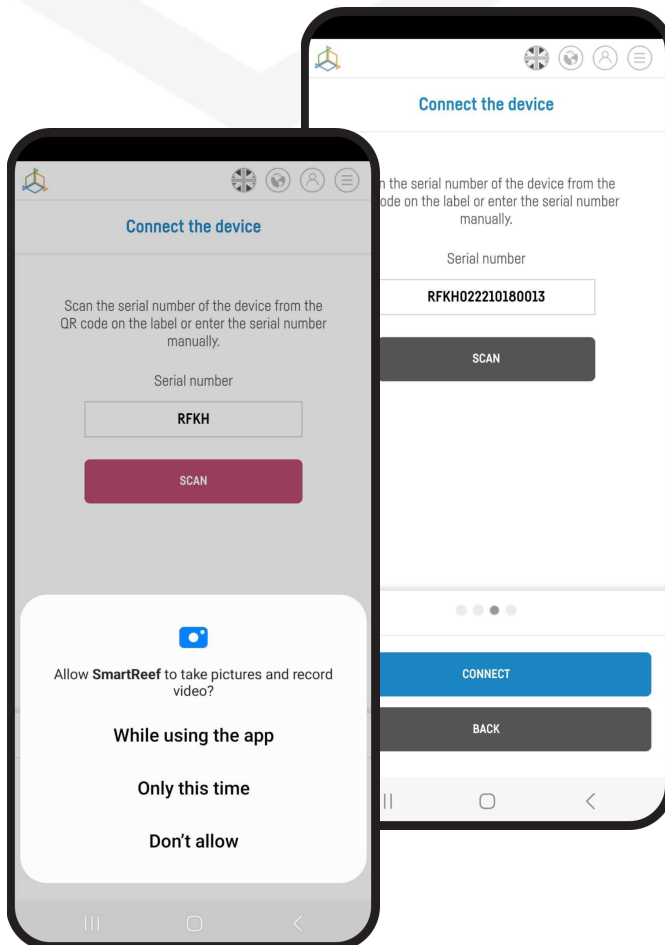 Connect the device
Scan the serial number of the device from the
QR code on the label or enter the serial number
manually.
Serial number
RFKH
SCAN
Allow SmartReef to take pictures and record
video?
While using the app
Only this time
Don't allow
Connect the device
the serial number of the device from the
on the label or enter the serial number
manually.
Serial number
RFKH022210180013
SCAN
CONNECT
BACK